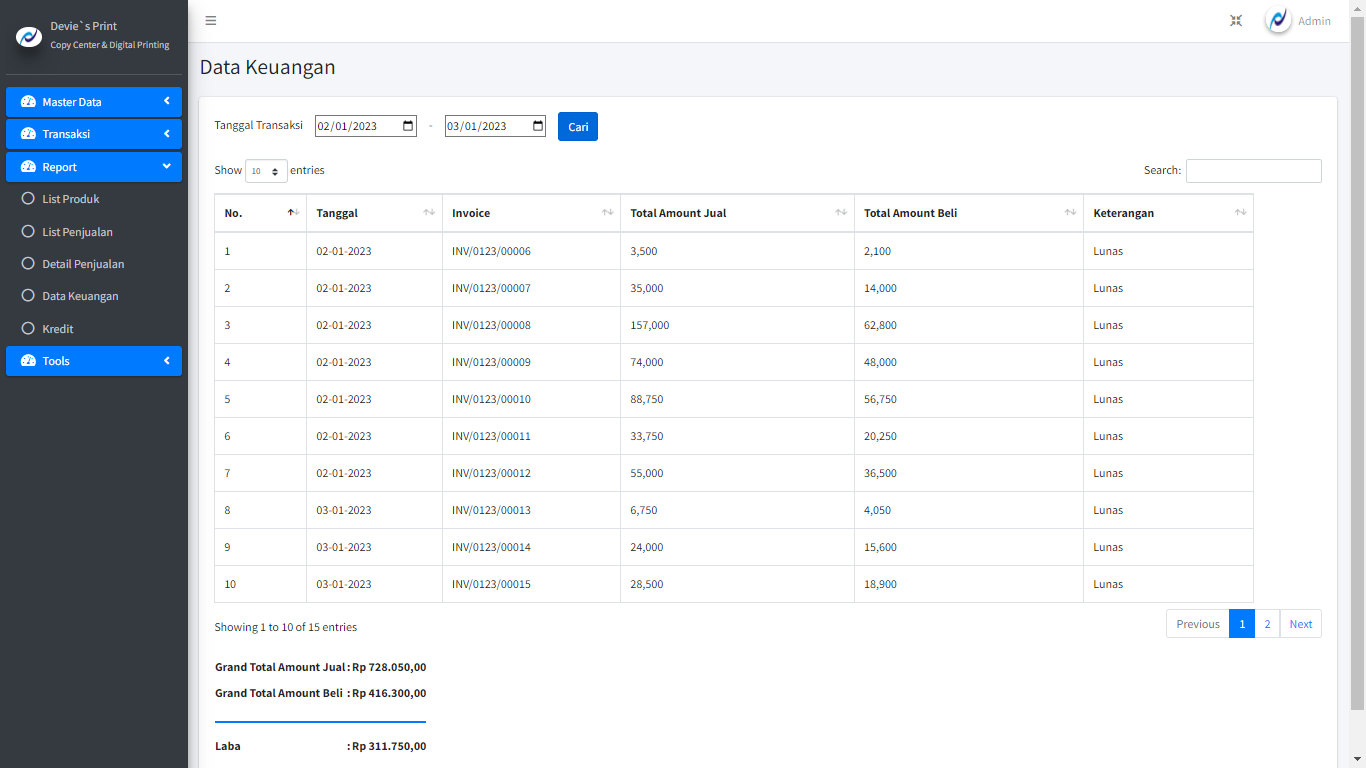 Devie`s Print
Copy Center & Digital Printing
Admin
Master Data
Transaksi
Report
List Produk
List Penjualan
Detail Penjualan
Data Keuangan
Kredit
Tools
Data Keuangan
Tanggal Transaksi 02/01/2023 - 03/01/2023 Cari
Show 10 entries Search:
No. Tanggal Invoice Total Amount Jual Total Amount Beli Keterangan
1 02-01-2023 INV/0123/00006 3,500 2,100 Lunas
2 02-01-2023 INV/0123/00007 35,000 14,000 Lunas
3 02-01-2023 INV/0123/00008 157,000 62,800 Lunas
4 02-01-2023 INV/0123/00009 74,000 48,000 Lunas
5 02-01-2023 INV/0123/00010 88,750 56,750 Lunas
6 02-01-2023 INV/0123/00011 33,750 20,250 Lunas
7 02-01-2023 INV/0123/00012 55,000 36,500 Lunas
8 03-01-2023 INV/0123/00013 6,750 4,050 Lunas
9 03-01-2023 INV/0123/00014 24,000 15,600 Lunas
10 03-01-2023 INV/0123/00015 28,500 18,900 Lunas
Showing 1 to 10 of 15 entries Previous 1 2 Next
Grand Total Amount Jual : Rp 728.050,00
Grand Total Amount Beli : Rp 416.300,00
Laba : Rp 311.750,00